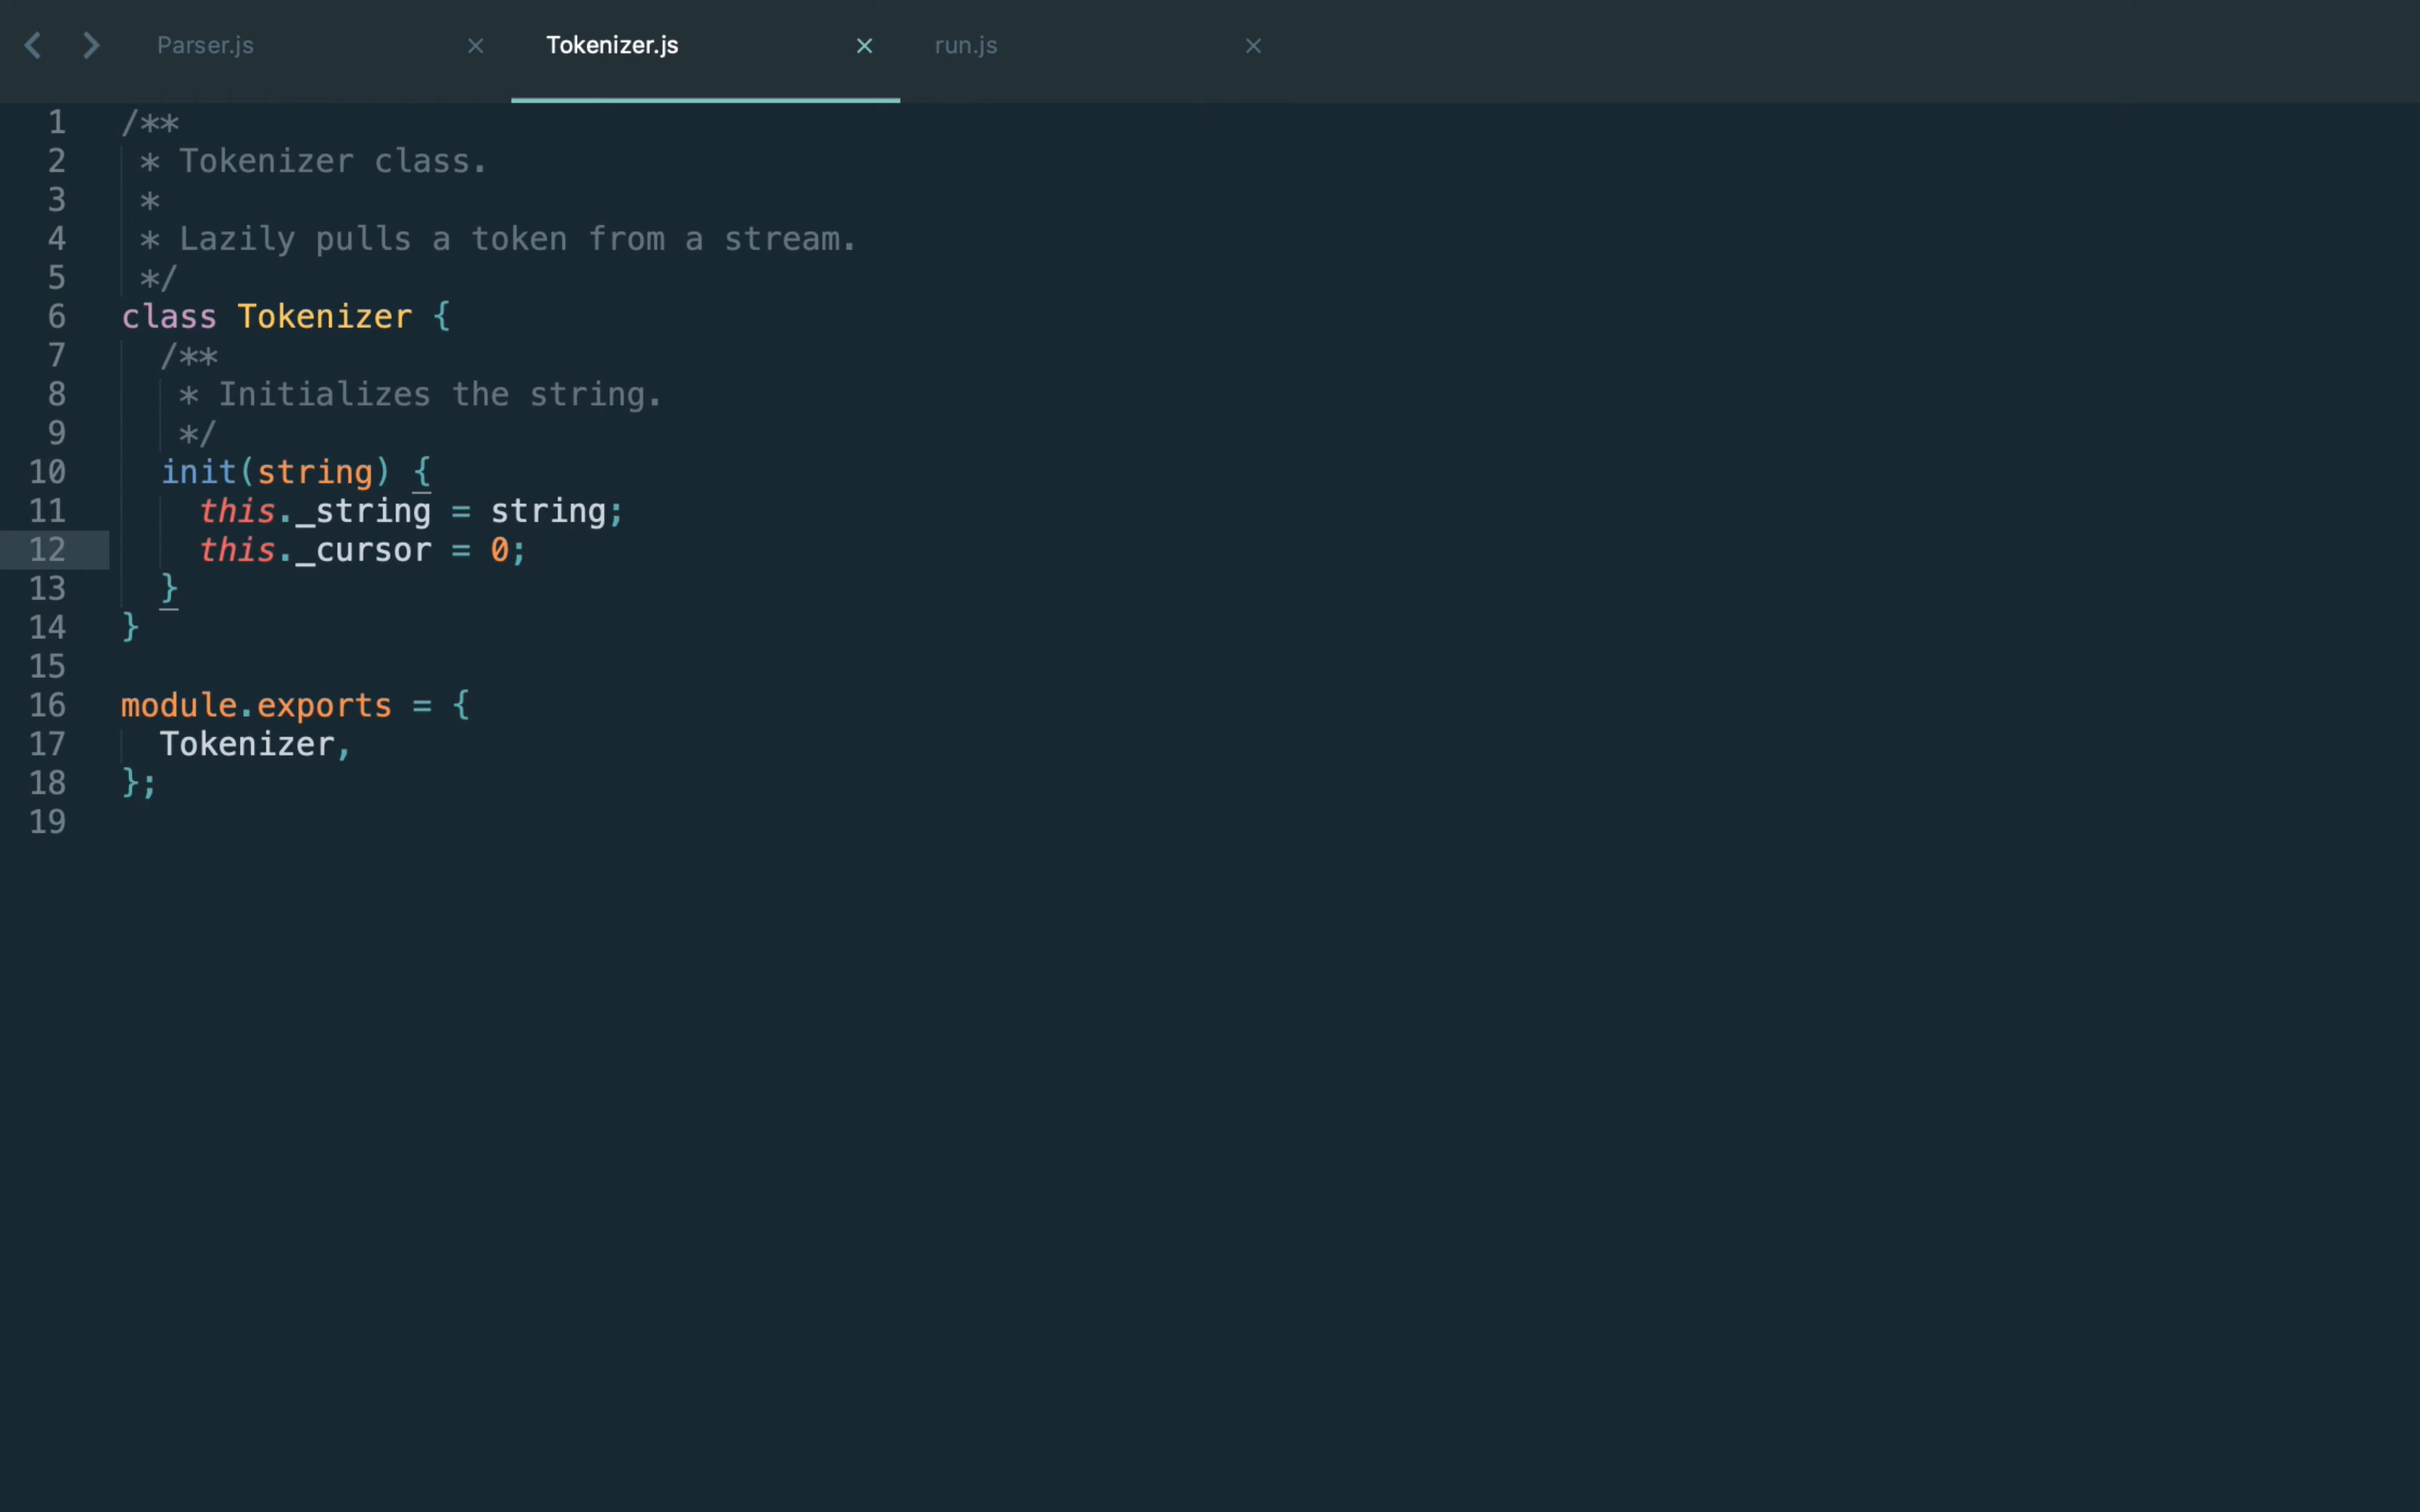 Parser.js Tokenizer.js run.js
1 /**
2  * Tokenizer class.
3  *
4  * Lazily pulls a token from a stream.
5  */
6 class Tokenizer {
7   /**
8    * Initializes the string.
9    */
10   init(string) {
11     this._string = string;
12     this._cursor = 0;
13   }
14 }
15
16 module.exports = {
17   Tokenizer,
18 };
19